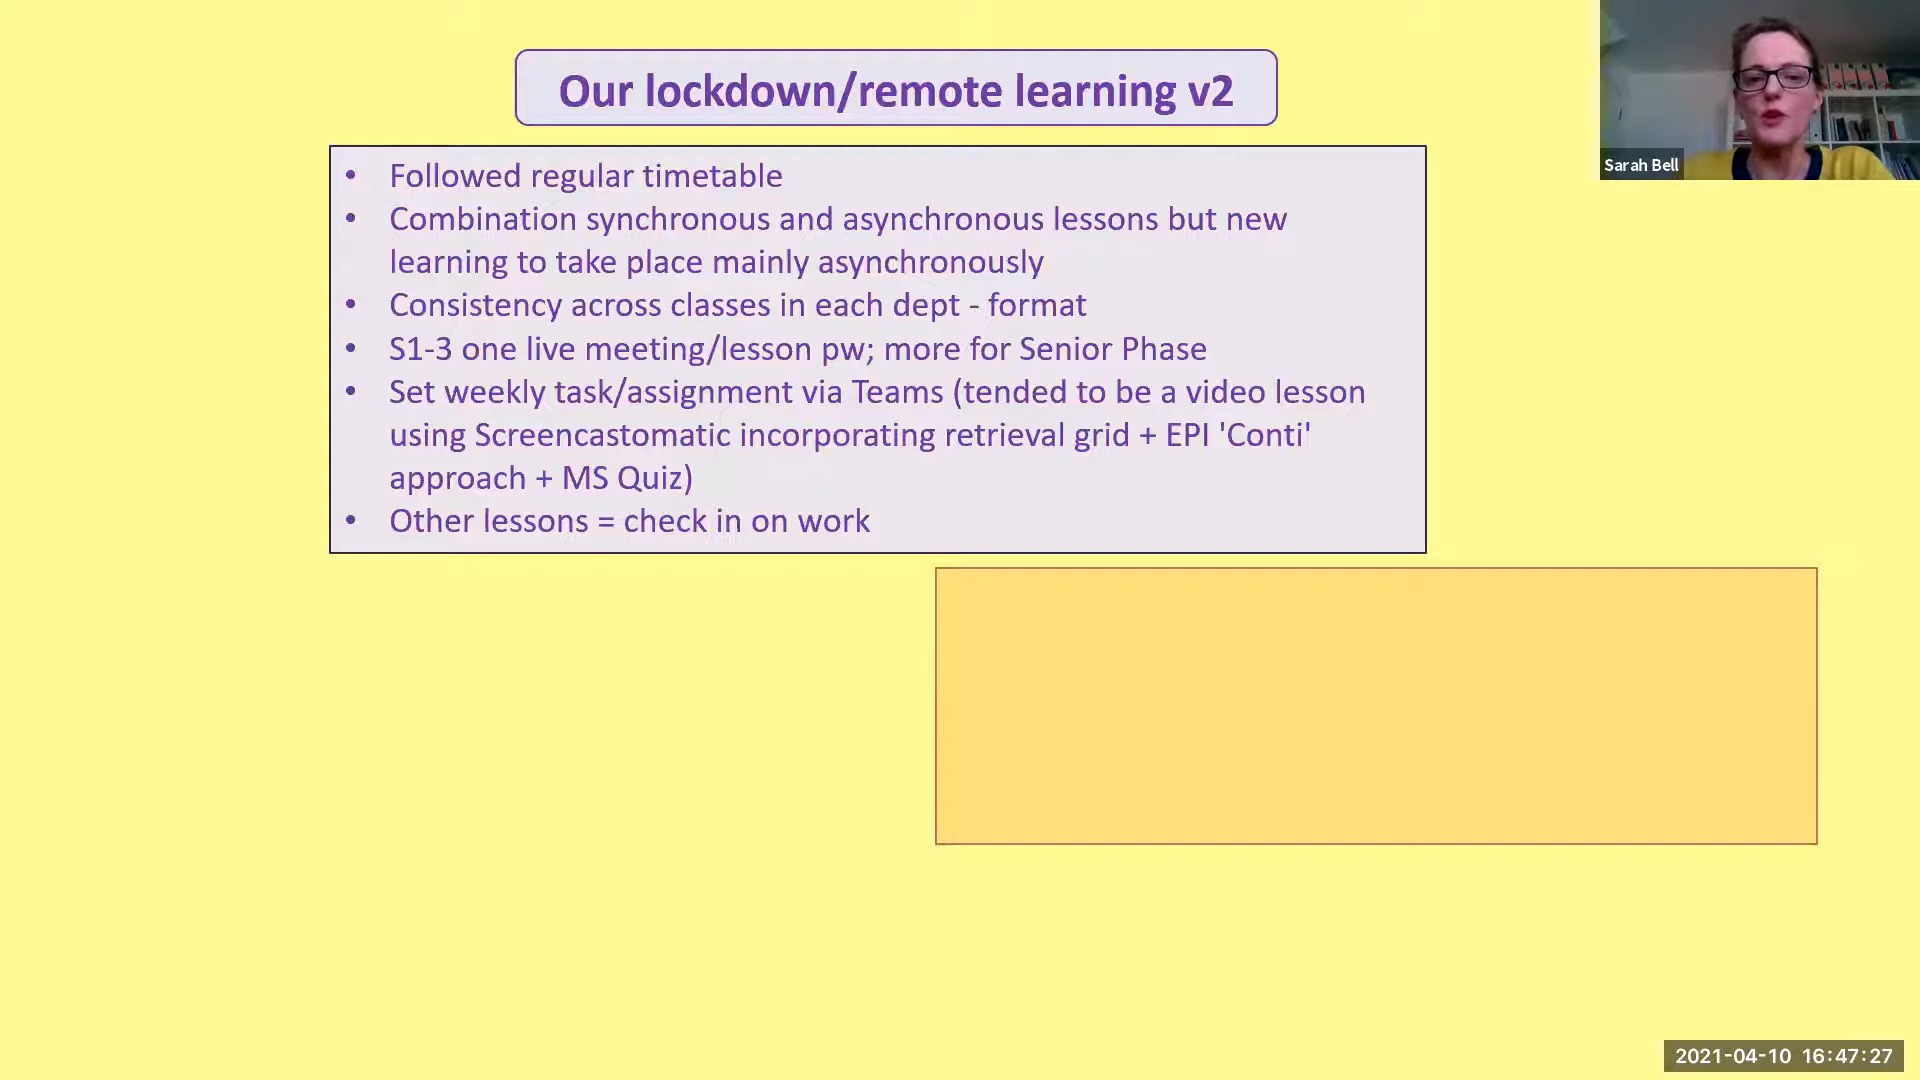 Our lockdown/remote learning v2
• Followed regular timetable
• Combination synchronous and asynchronous lessons but new
learning to take place mainly asynchronously
• Consistency across classes in each dept - format
• S1-3 one live meeting/lesson pw; more for Senior Phase
• Set weekly task/assignment via Teams (tended to be a video lesson
using Screencastomatic incorporating retrieval grid + EPI 'Conti'
approach + MS Quiz)
• Other lessons = check in on work
Sarah Bell
2021-04-10 16:47:27